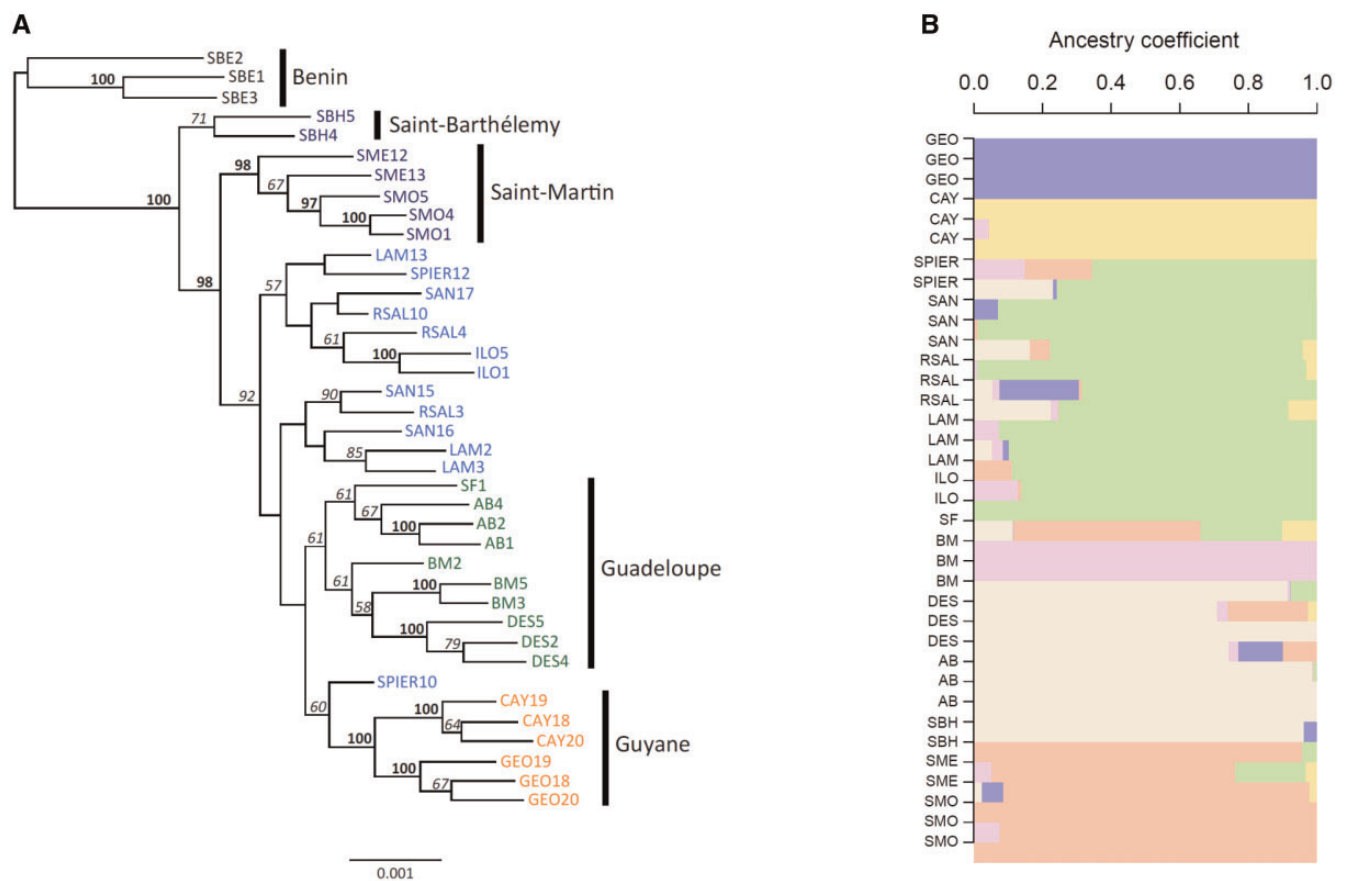 A
SBE2
100
SBE1
SBE3
Benin
71
SBH5
SBH4
Saint-Barthélemy
98
SME12
67
SME13
97
SMO5
100
SMO4
SMO1
Saint-Martin
100
98
LAM13
SPIER12
57
SAN17
RSAL10
61
RSAL4
100
ILO5
ILO1
92
90
SAN15
RSAL3
SAN16
85
LAM2
LAM3
61
SF1
67
AB4
100
AB2
AB1
61
61
BM2
100
BM5
BM3
58
100
DES5
79
DES2
DES4
Guadeloupe
60
SPIER10
100
CAY19
64
CAY18
CAY20
100
100
GEO19
67
GEO18
GEO20
Guyane
0.001
B
Ancestry coefficient
0.0 0.2 0.4 0.6 0.8 1.0
GEO
GEO
GEO
CAY
CAY
CAY
SPIER
SPIER
SAN
SAN
SAN
RSAL
RSAL
RSAL
LAM
LAM
LAM
ILO
ILO
SF
BM
BM
BM
DES
DES
DES
AB
AB
AB
SBH
SBH
SME
SME
SMO
SMO
SMO